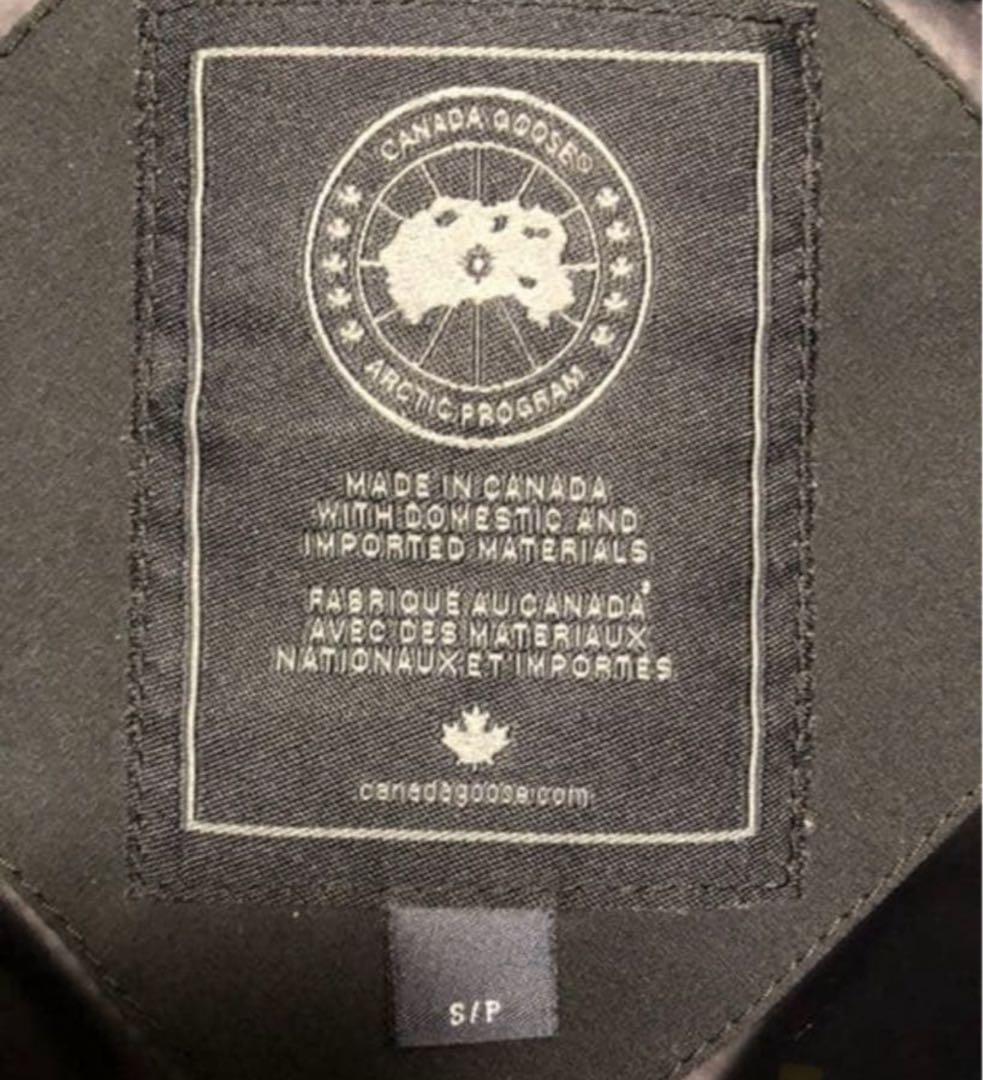 CANADA GOOSE®
ARCTIC PROGRAM
MADE IN CANADA
WITH DOMESTIC AND
IMPORTED MATERIALS
FABRIQUÉ AU CANADA
AVEC DES MATÉRIAUX
NATIONAUX ET IMPORTÉS
canadagoose.com
S/P